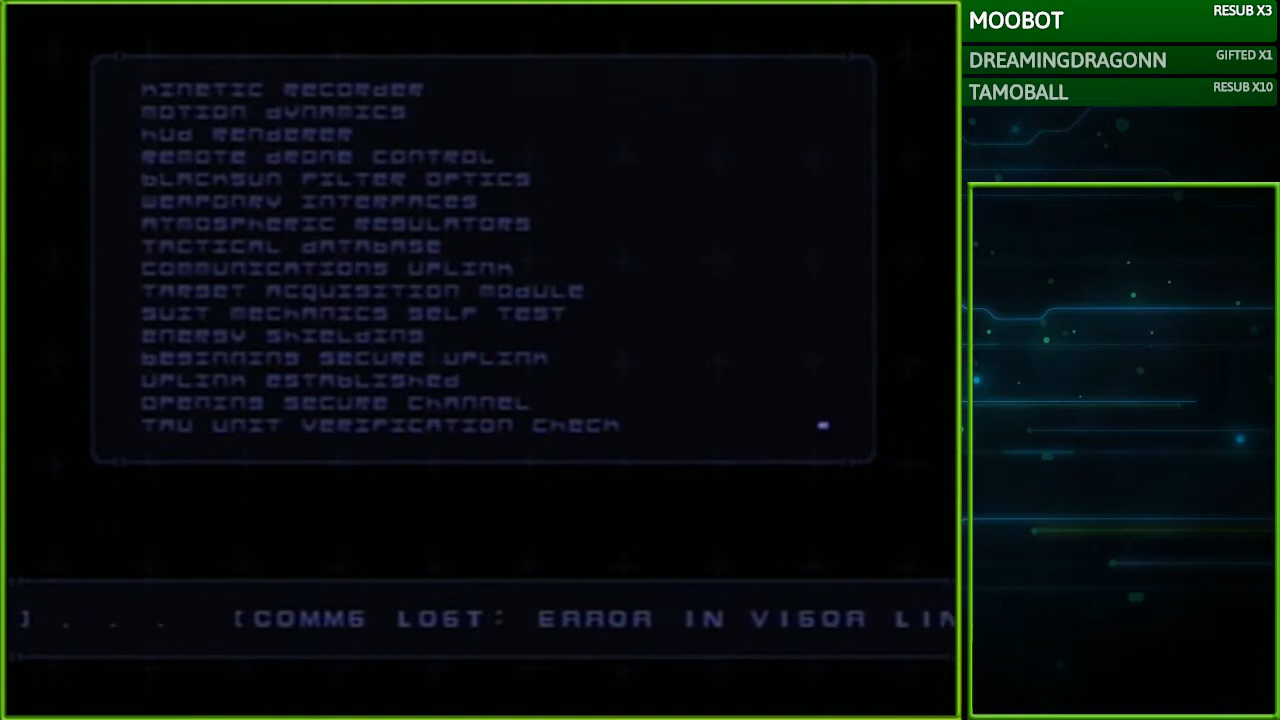 KINETIC RECORDER
MOTION DYNAMICS
HUD RENDERER
REMOTE DRONE CONTROL
BLACKSUN FILTER OPTICS
WEAPONRY INTERFACES
ATMOSPHERIC REGULATORS
TACTICAL DATABASE
COMMUNICATIONS UPLINK
TARGET ACQUISITION MODULE
SUIT MECHANICS SELF TEST
ENERGY SHIELDING
BEGINNING SECURE UPLINK
UPLINK ESTABLISHED
OPENING SECURE CHANNEL
TAU UNIT VERIFICATION CHECK
] . . . [COMMS LOST: ERROR IN VISOR LIN
MOOBOT RESUB X3
DREAMINGDRAGONN GIFTED X1
TAMOBALL RESUB X10